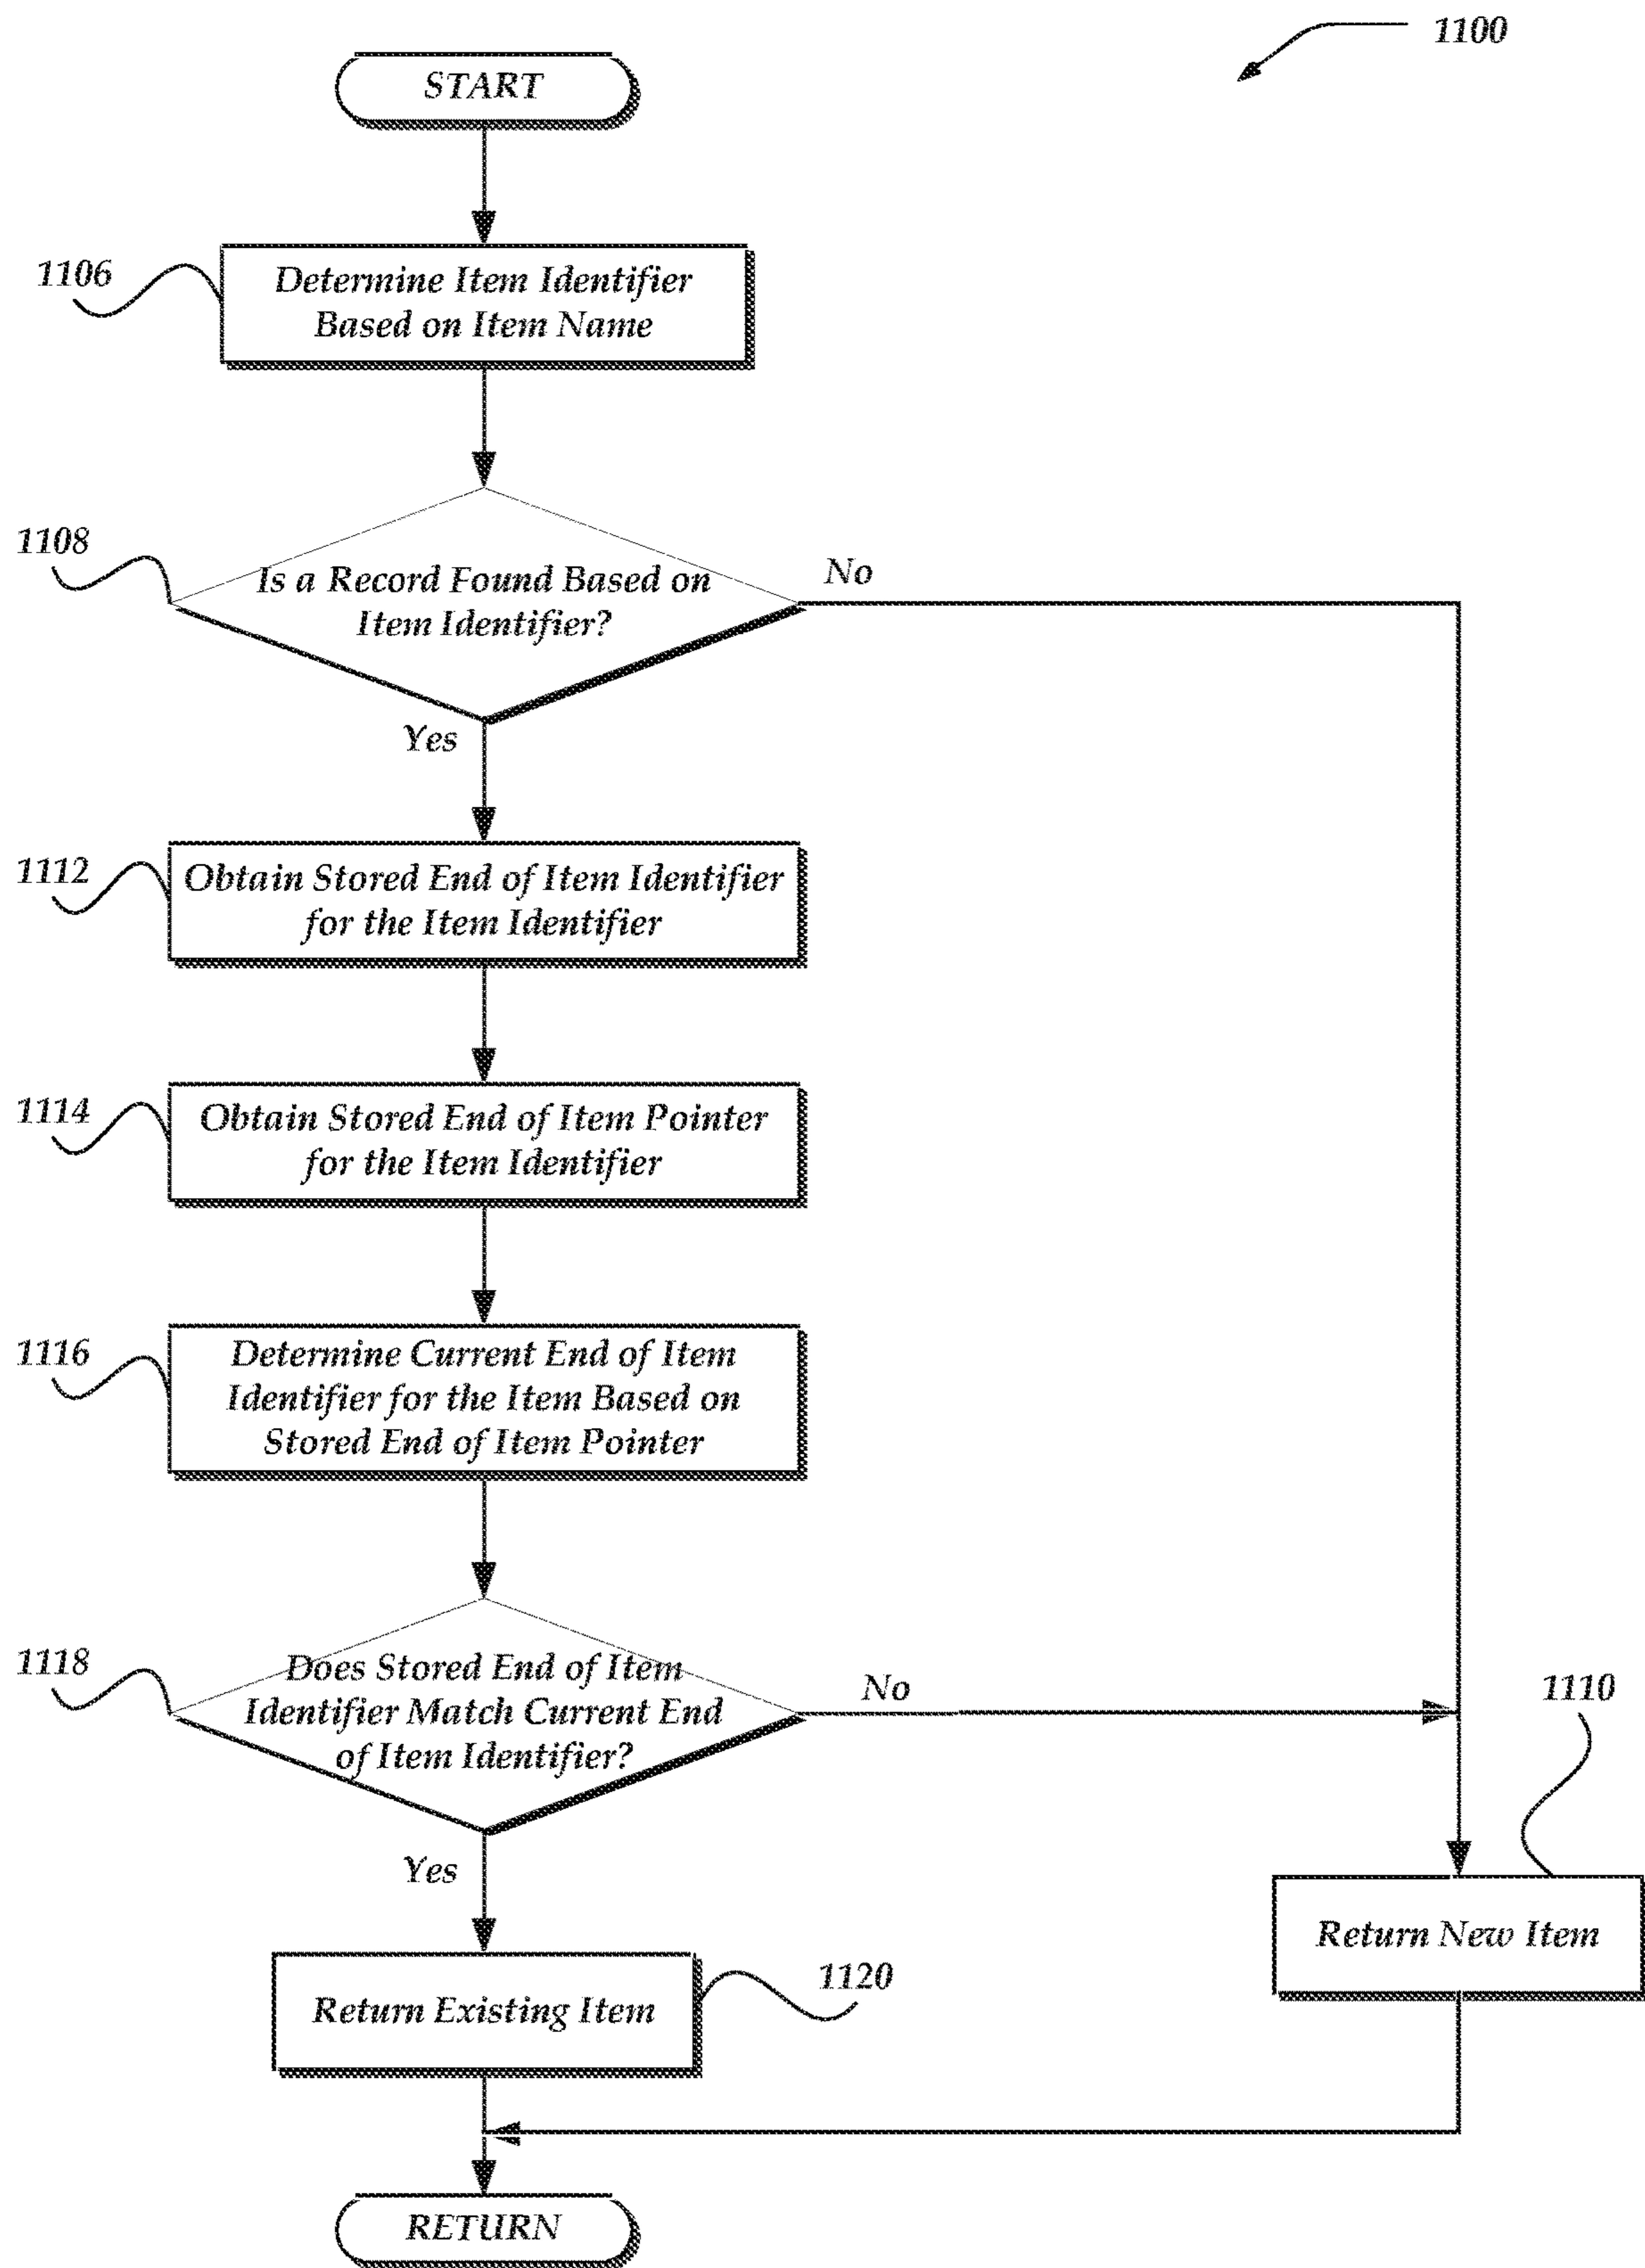 1100
START
1106
Determine Item Identifier
Based on Item Name
1108
Is a Record Found Based on
Item Identifier?
No
Yes
1112
Obtain Stored End of Item Identifier
for the Item Identifier
1114
Obtain Stored End of Item Pointer
for the Item Identifier
1116
Determine Current End of Item
Identifier for the Item Based on
Stored End of Item Pointer
1118
Does Stored End of Item
Identifier Match Current End
of Item Identifier?
No
Yes
1110
Return New Item
1120
Return Existing Item
RETURN